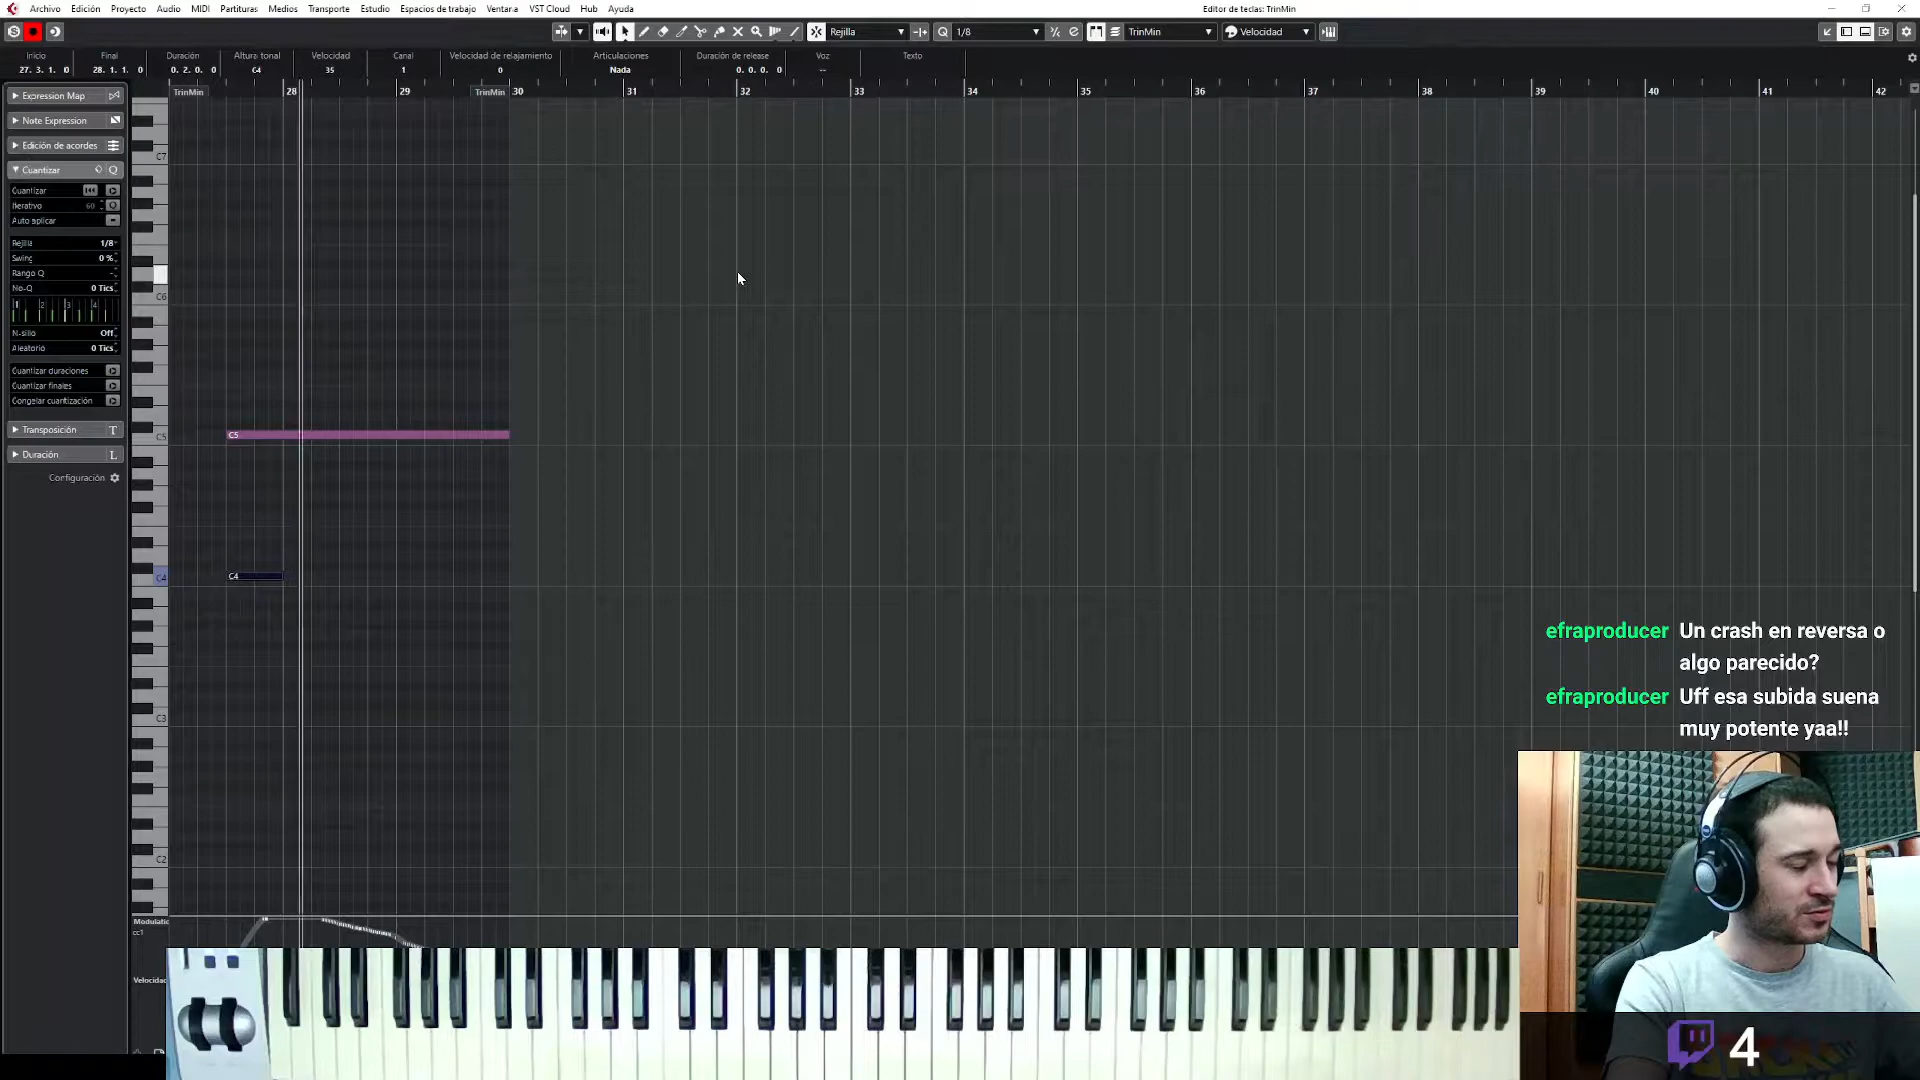 Archivo Edición Proyecto Audio MIDI Partituras Medios Transporte Estudio Espacios de trabajo Ventana VST Cloud Hub Ayuda
Editor de teclas: TrinMin
Rejilla Q 1/8 TrinMin Velocidad
Inicio Final Duración Altura tonal Velocidad Canal Velocidad de relajamiento Articulaciones Duración de release Voz Texto
27. 3. 1. 0 28. 1. 1. 0 0. 2. 0. 0 C4 35 1 0 Nada 0. 0. 0. 0 --
TrinMin 28 29 TrinMin 30 31 32 33 34 35 36 37 38 39 40 41 42
Expression Map
Note Expression
Edición de acordes
Cuantizar Q
Cuantizar
Iterativo 60
Auto aplicar
Rejilla 1/8
Swing 0 %
Rango Q -
No-Q 0 Tics
1 2 3 4
N-sillo Off
Aleatorio 0 Tics
Cuantizar duraciones
Cuantizar finales
Congelar cuantización
Transposición T
Duración L
Configuración
C7
C6
C5 C5
C4 C4
C3
C2
Modulatio
cc1
Velocidad
efraproducer Un crash en reversa o
algo parecido?
efraproducer Uff esa subida suena
muy potente yaa!!
4